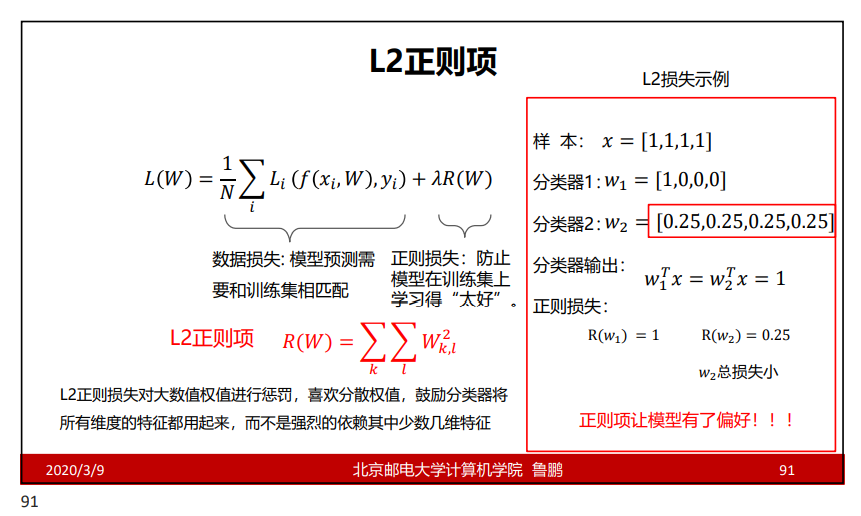 L2正则项
L(W) = 1/N ∑_i L_i (f(x_i, W), y_i) + λR(W)
数据损失: 模型预测需
要和训练集相匹配
正则损失：防止
模型在训练集上
学习得“太好”。
L2正则项 R(W) = ∑_k ∑_l W_{k,l}^2
L2正则损失对大数值权值进行惩罚，喜欢分散权值，鼓励分类器将
所有维度的特征都用起来，而不是强烈的依赖其中少数几维特征
L2损失示例
样 本： x = [1,1,1,1]
分类器1: w_1 = [1,0,0,0]
分类器2: w_2 = [0.25,0.25,0.25,0.25]
分类器输出： w_1^T x = w_2^T x = 1
正则损失：
R(w_1) = 1 R(w_2) = 0.25
w_2总损失小
正则项让模型有了偏好！！！
2020/3/9 北京邮电大学计算机学院 鲁鹏 91
91